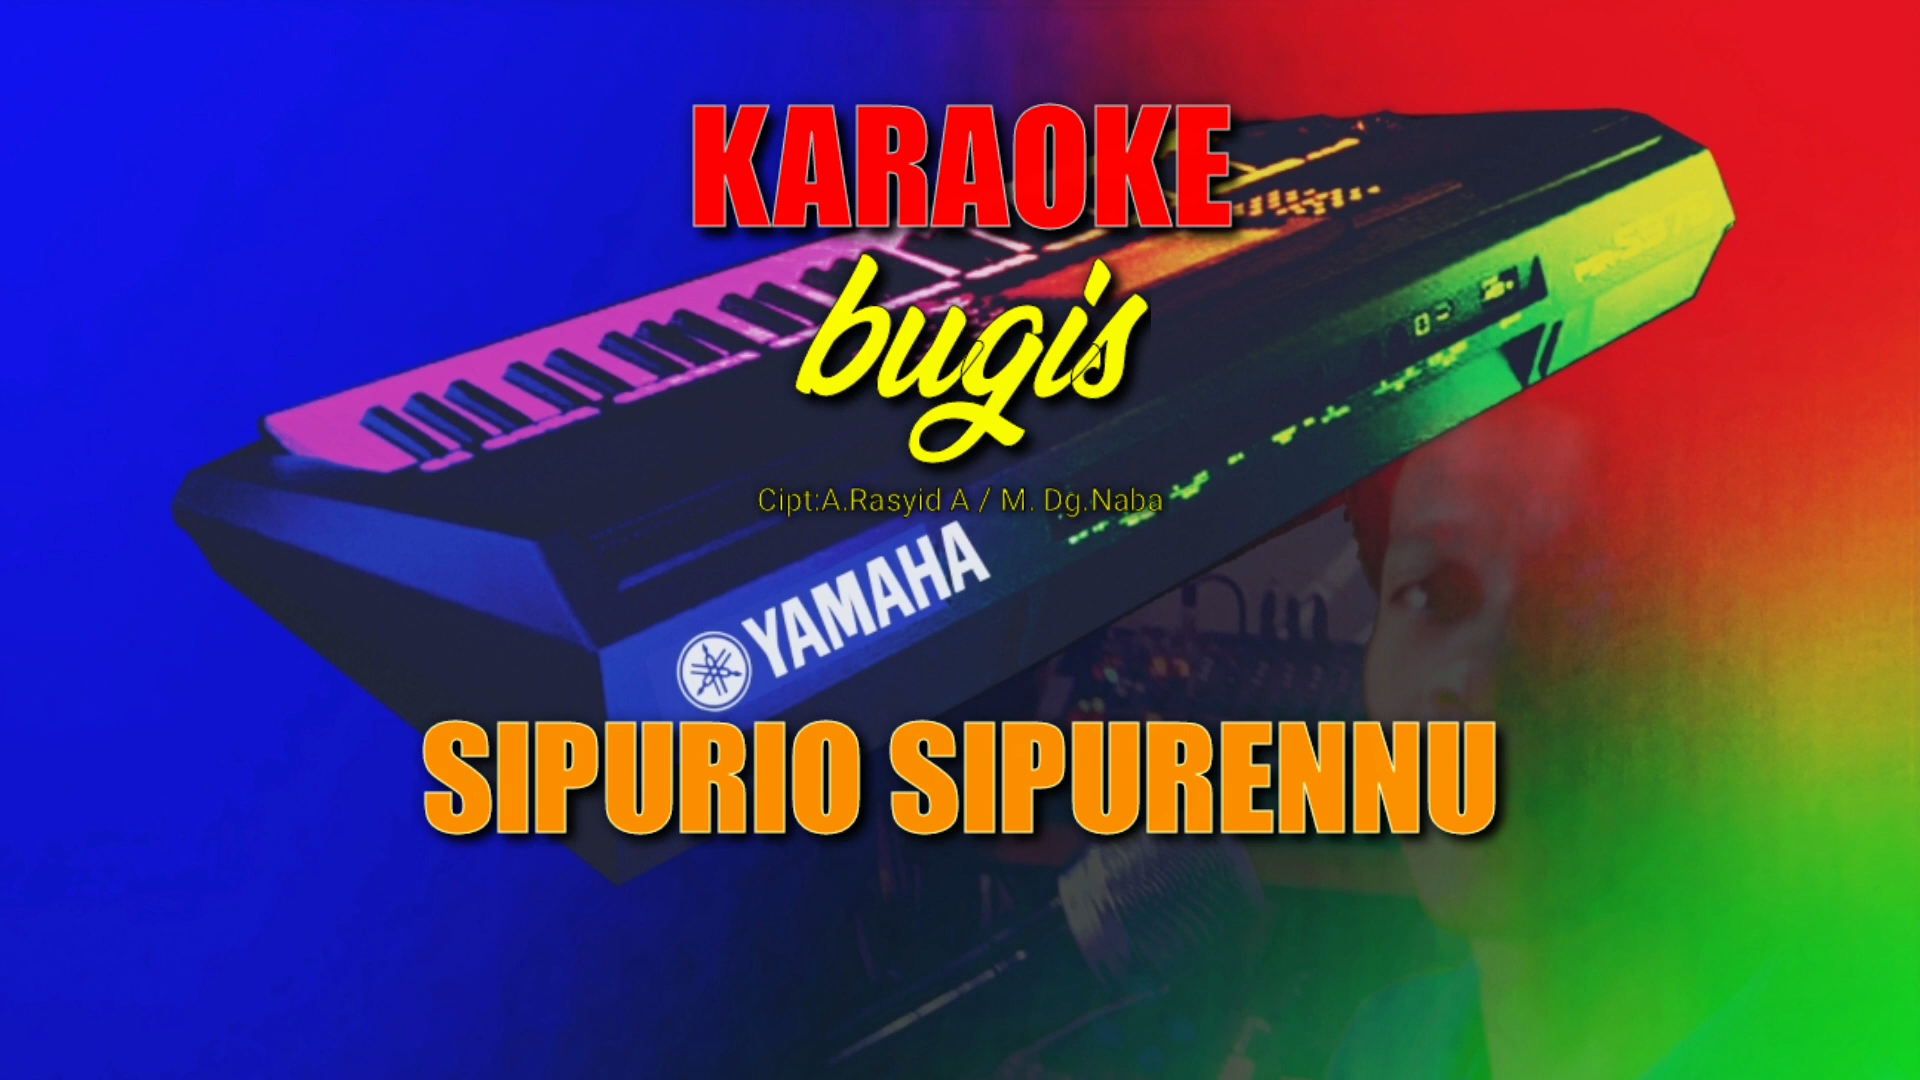 KARAOKE
bugis
Cipt:A.Rasyid A / M. Dg.Naba
YAMAHA
SIPURIO SIPURENNU